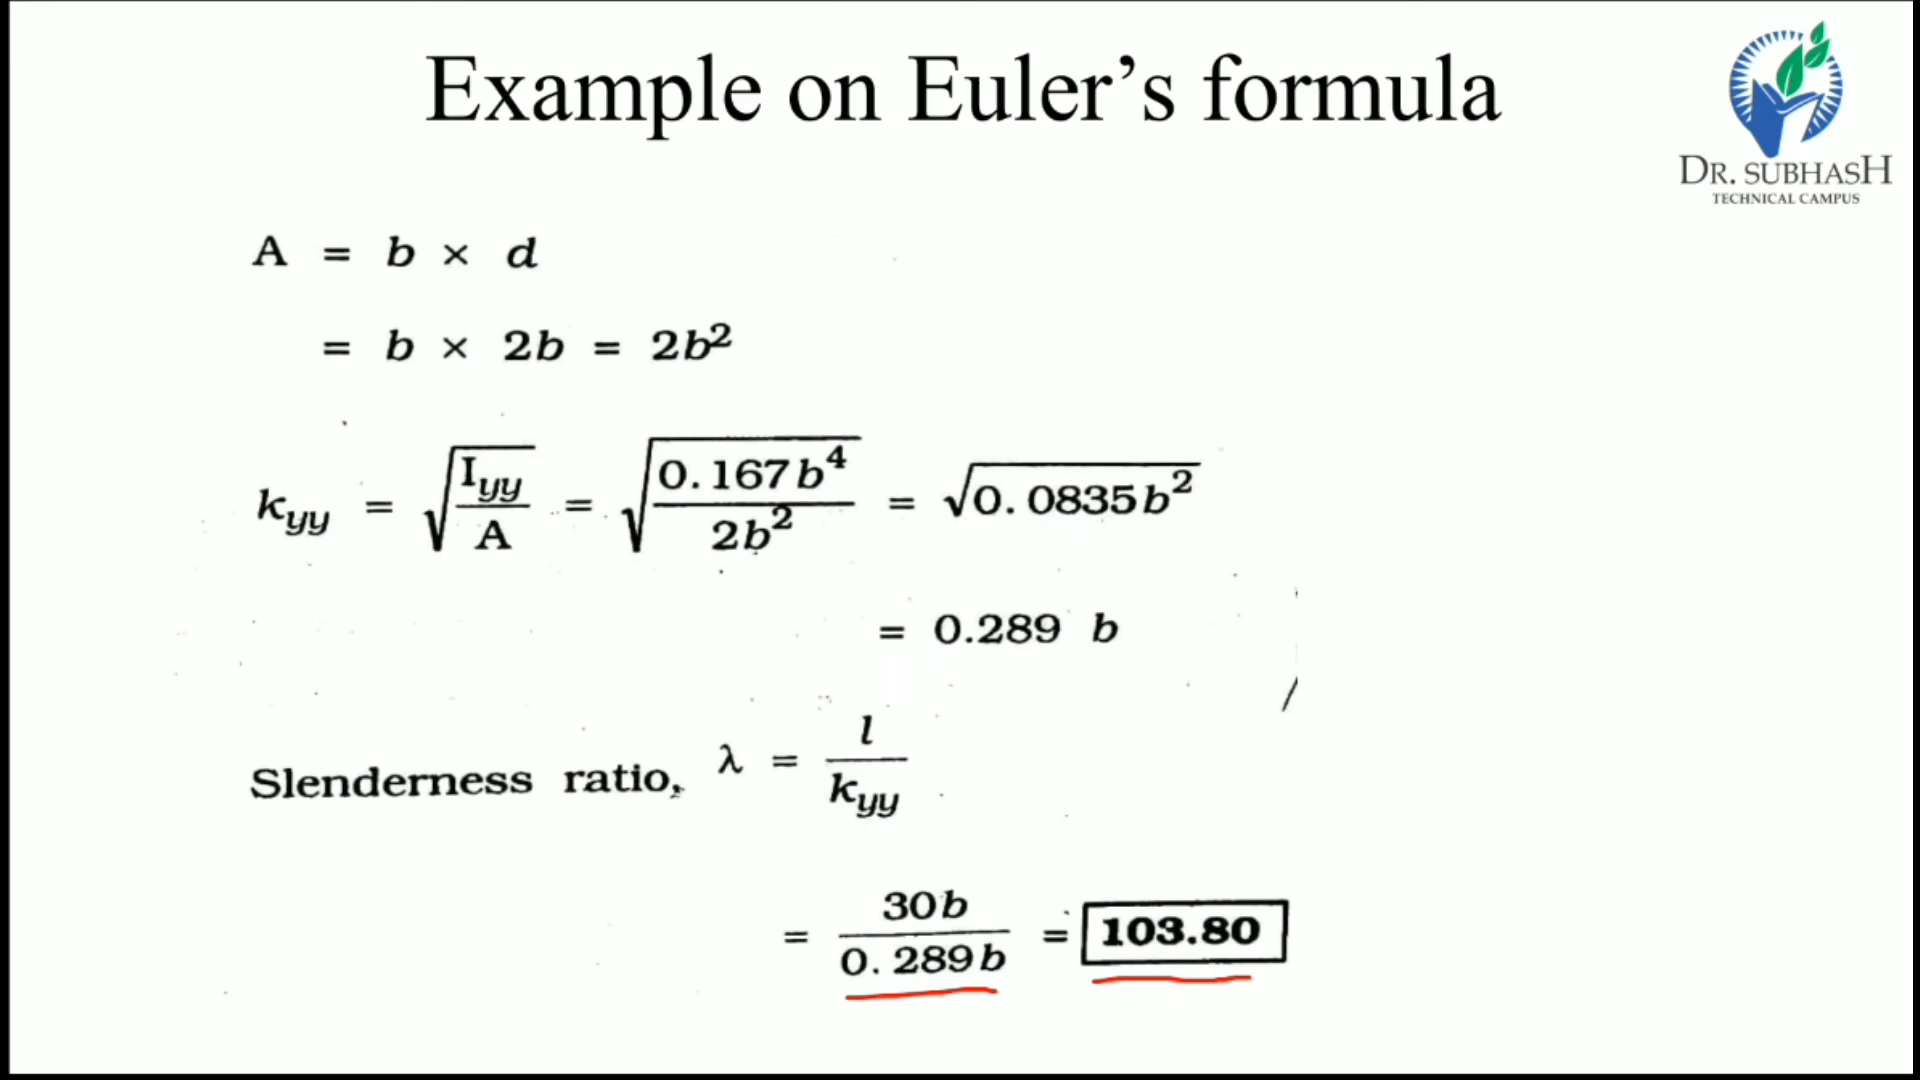 Example on Euler’s formula
DR. SUBHASH
TECHNICAL CAMPUS
A = b × d
= b × 2b = 2b²
k_yy = √(I_yy / A) = √(0.167b⁴ / 2b²) = √(0.0835b²)
= 0.289 b
Slenderness ratio, λ = l / k_yy
= 30b / 0.289b = 103.80